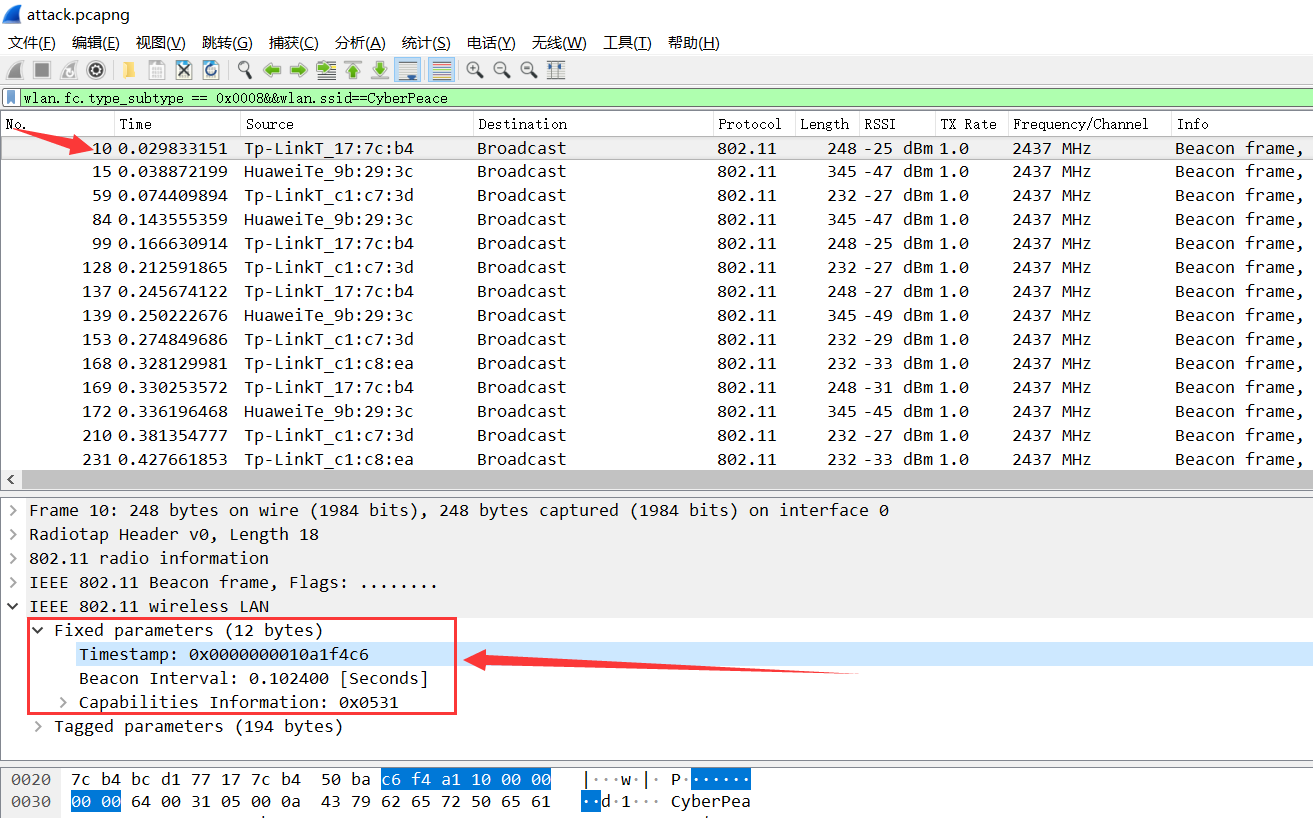 attack.pcapng
文件(F) 编辑(E) 视图(V) 跳转(G) 捕获(C) 分析(A) 统计(S) 电话(Y) 无线(W) 工具(T) 帮助(H)
wlan.fc.type_subtype == 0x0008&&wlan.ssid==CyberPeace
No. Time Source Destination Protocol Length RSSI TX Rate Frequency/Channel Info
10 0.029833151 Tp-LinkT_17:7c:b4 Broadcast 802.11 248 -25 dBm 1.0 2437 MHz Beacon frame,
15 0.038872199 HuaweiTe_9b:29:3c Broadcast 802.11 345 -47 dBm 1.0 2437 MHz Beacon frame,
59 0.074409894 Tp-LinkT_c1:c7:3d Broadcast 802.11 232 -27 dBm 1.0 2437 MHz Beacon frame,
84 0.143555359 HuaweiTe_9b:29:3c Broadcast 802.11 345 -47 dBm 1.0 2437 MHz Beacon frame,
99 0.166630914 Tp-LinkT_17:7c:b4 Broadcast 802.11 248 -25 dBm 1.0 2437 MHz Beacon frame,
128 0.212591865 Tp-LinkT_c1:c7:3d Broadcast 802.11 232 -27 dBm 1.0 2437 MHz Beacon frame,
137 0.245674122 Tp-LinkT_17:7c:b4 Broadcast 802.11 248 -27 dBm 1.0 2437 MHz Beacon frame,
139 0.250222676 HuaweiTe_9b:29:3c Broadcast 802.11 345 -49 dBm 1.0 2437 MHz Beacon frame,
153 0.274849686 Tp-LinkT_c1:c7:3d Broadcast 802.11 232 -29 dBm 1.0 2437 MHz Beacon frame,
168 0.328129981 Tp-LinkT_c1:c8:ea Broadcast 802.11 232 -33 dBm 1.0 2437 MHz Beacon frame,
169 0.330253572 Tp-LinkT_17:7c:b4 Broadcast 802.11 248 -31 dBm 1.0 2437 MHz Beacon frame,
172 0.336196468 HuaweiTe_9b:29:3c Broadcast 802.11 345 -45 dBm 1.0 2437 MHz Beacon frame,
210 0.381354777 Tp-LinkT_c1:c7:3d Broadcast 802.11 232 -27 dBm 1.0 2437 MHz Beacon frame,
231 0.427661853 Tp-LinkT_c1:c8:ea Broadcast 802.11 232 -33 dBm 1.0 2437 MHz Beacon frame,
Frame 10: 248 bytes on wire (1984 bits), 248 bytes captured (1984 bits) on interface 0
Radiotap Header v0, Length 18
802.11 radio information
IEEE 802.11 Beacon frame, Flags: ........
IEEE 802.11 wireless LAN
Fixed parameters (12 bytes)
Timestamp: 0x0000000010a1f4c6
Beacon Interval: 0.102400 [Seconds]
Capabilities Information: 0x0531
Tagged parameters (194 bytes)
0020 7c b4 bc d1 77 17 7c b4 50 ba c6 f4 a1 10 00 00 |···w·|· P·······
0030 00 00 64 00 31 05 00 0a 43 79 62 65 72 50 65 61 ··d·1··· CyberPea